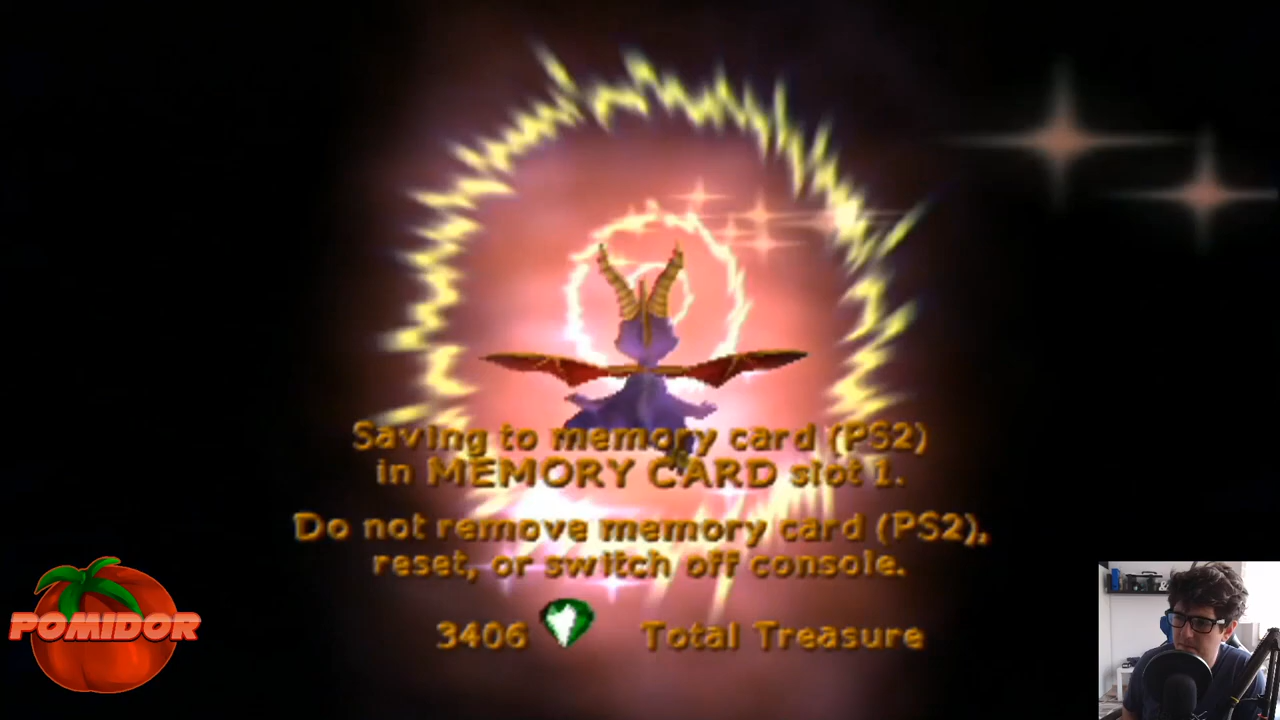 Saving to memory card (PS2)
in MEMORY CARD slot 1.
Do not remove memory card (PS2),
reset, or switch off console.
3406 Total Treasure
POMIDOR